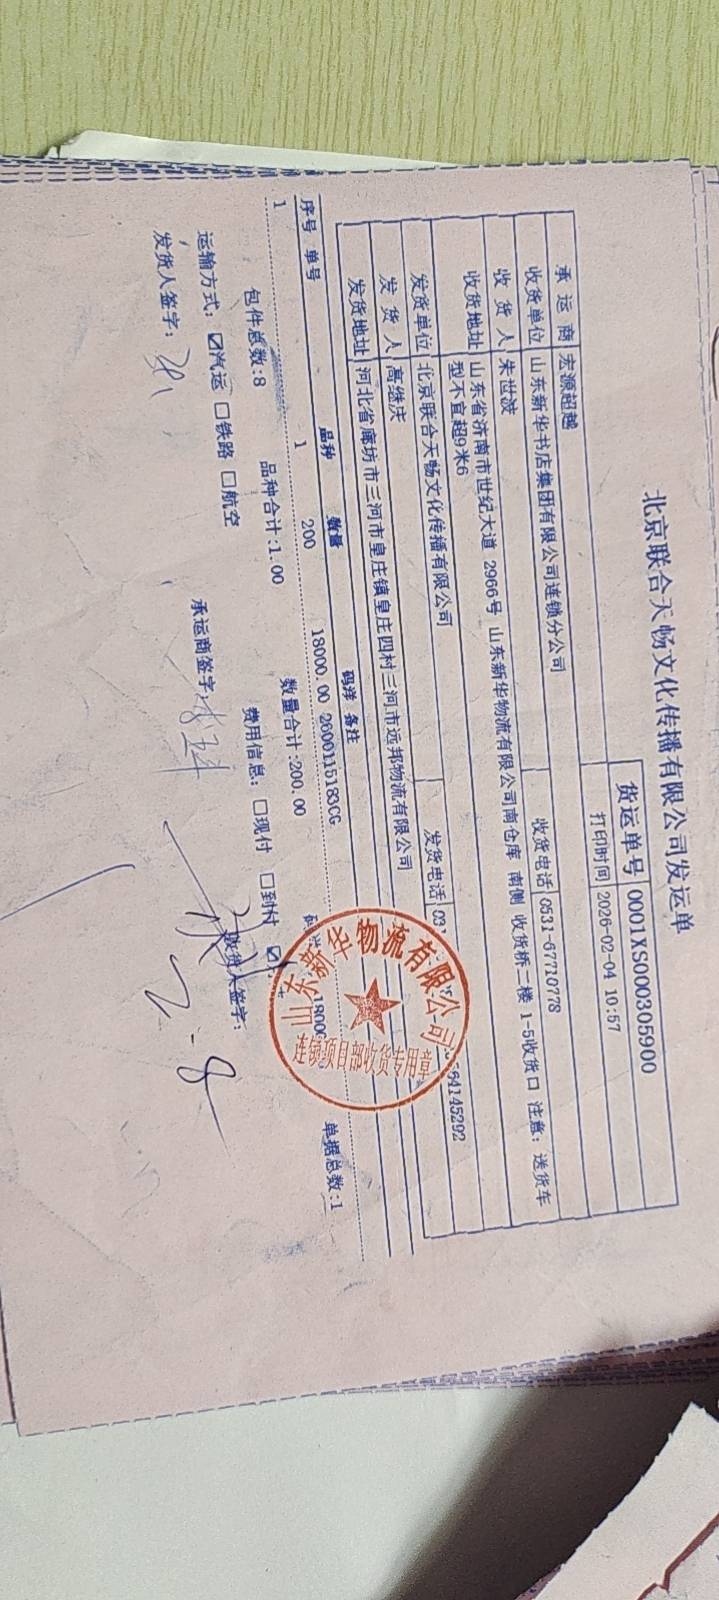 北京联合天畅文化传播有限公司发运单
货运单号 0001XS000305900
打印时间 2026-02-04 10:57
承运商 宏源超越
收货单位 山东新华书店集团有限公司连锁分公司 收货电话 0531-67710778
收货人 朱世波
收货地址 山东省济南市世纪大道 2966号 山东新华物流有限公司南仓库 南侧 收货桥二楼 1-5收货口 注意：送货车
型不宜超9米6
发货单位 北京联合天畅文化传播有限公司 发货电话 03 64145292
发货人 高继庆
发货地址 河北省廊坊市三河市皇庄镇皇庄四村三河市远邦物流有限公司
序号 单号 品种 数量 码洋 备注
1 1 200 18000.00 2600115183CG
包件总数:8 品种合计:1.00 数量合计:200.00 码 1800 单据总数:1
运输方式: ☑汽运 □铁路 □航空 费用信息: □现付 □到付 ☑
发货人签字: 承运商签字: 收货人签字:
2-8
山东新华物流有限公司
连锁项目部收货专用章